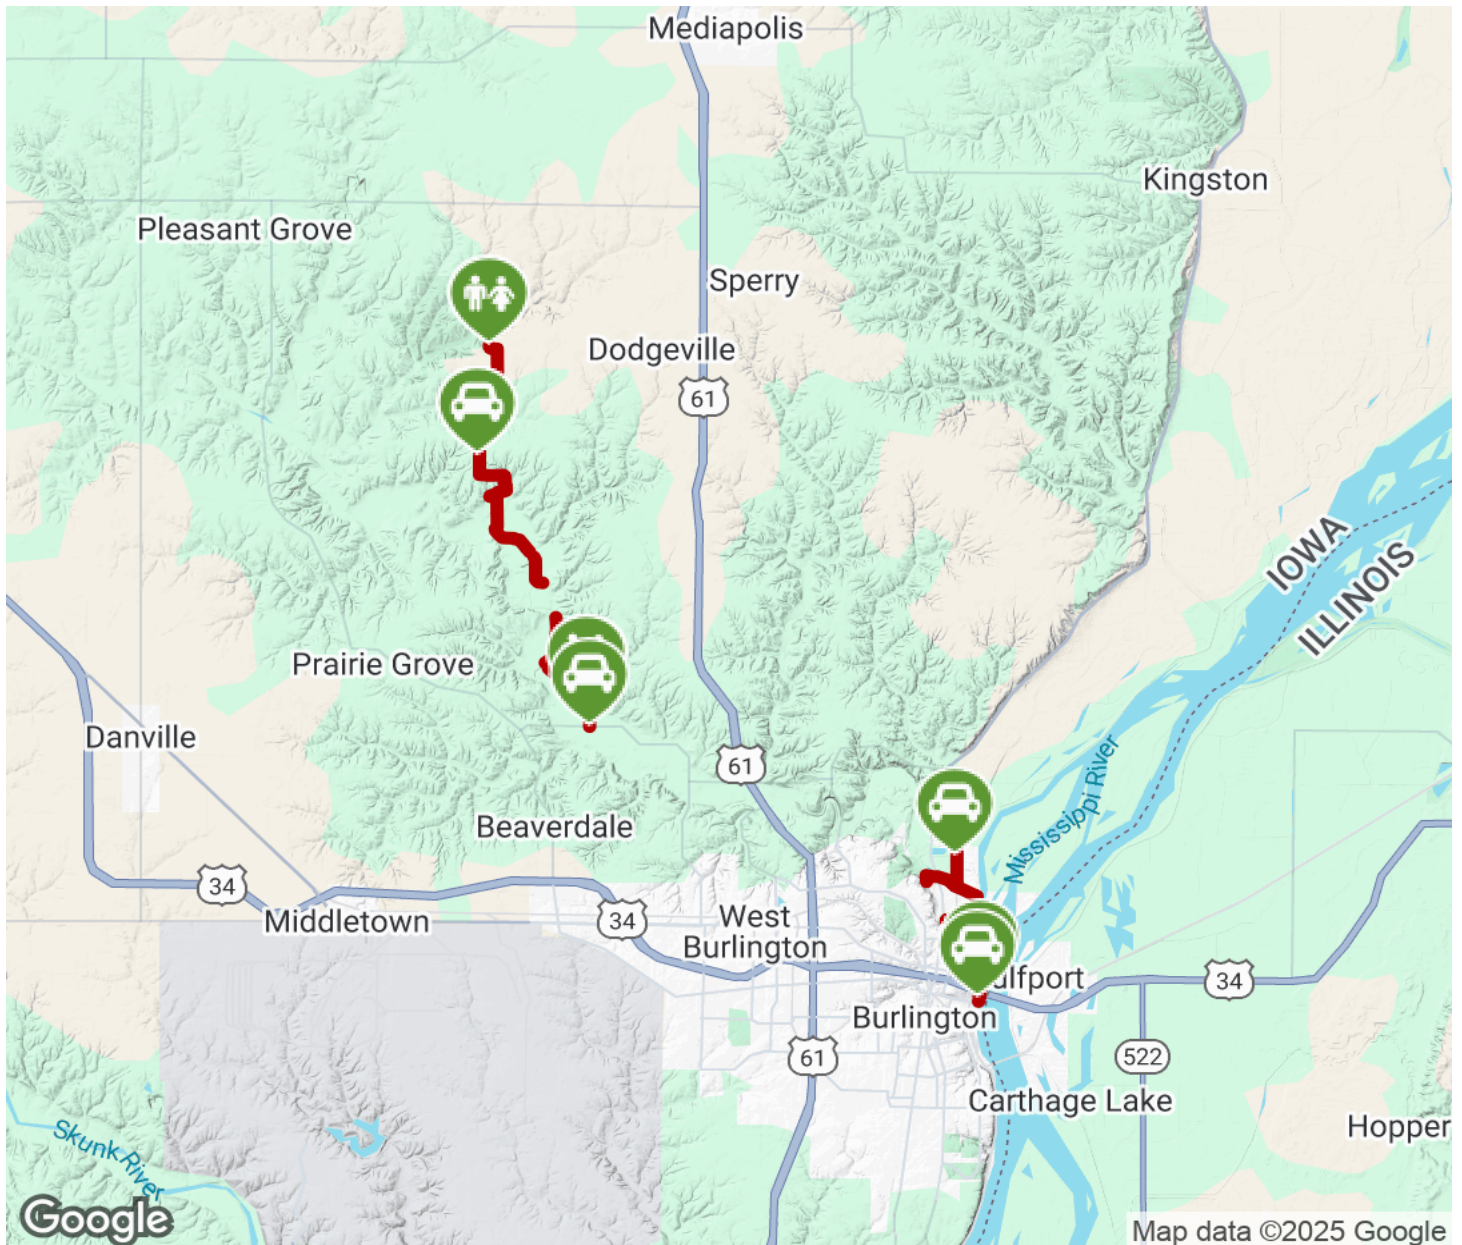 Mediapolis
Kingston
Pleasant Grove
Sperry
Dodgeville
61
IOWA
ILLINOIS
Prairie Grove
Danville
61
Mississippi River
Beaverdale
34
34
West
Burlington
Middletown
ulfport
34
Burlington
61
522
Carthage Lake
Hopper
Skunk River
Google
Map data ©2025 Google